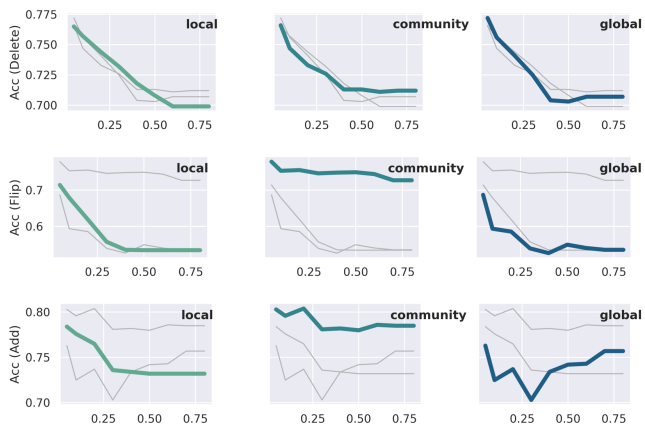 local community global
Acc (Delete)
0.775
0.750
0.725
0.700
0.25 0.50 0.75 0.25 0.50 0.75 0.25 0.50 0.75
local community global
Acc (Flip)
0.7
0.6
0.25 0.50 0.75 0.25 0.50 0.75 0.25 0.50 0.75
local community global
Acc (Add)
0.80
0.75
0.70
0.25 0.50 0.75 0.25 0.50 0.75 0.25 0.50 0.75